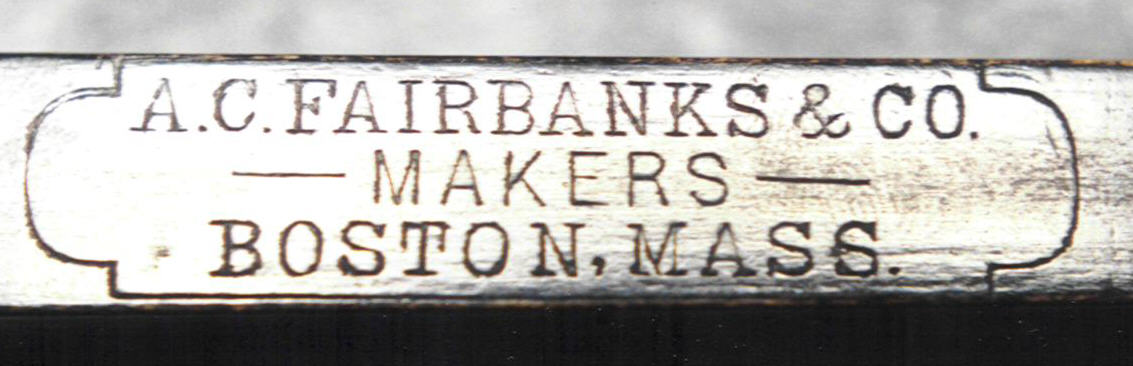 A.C. FAIRBANKS & CO.
— MAKERS —
BOSTON, MASS.